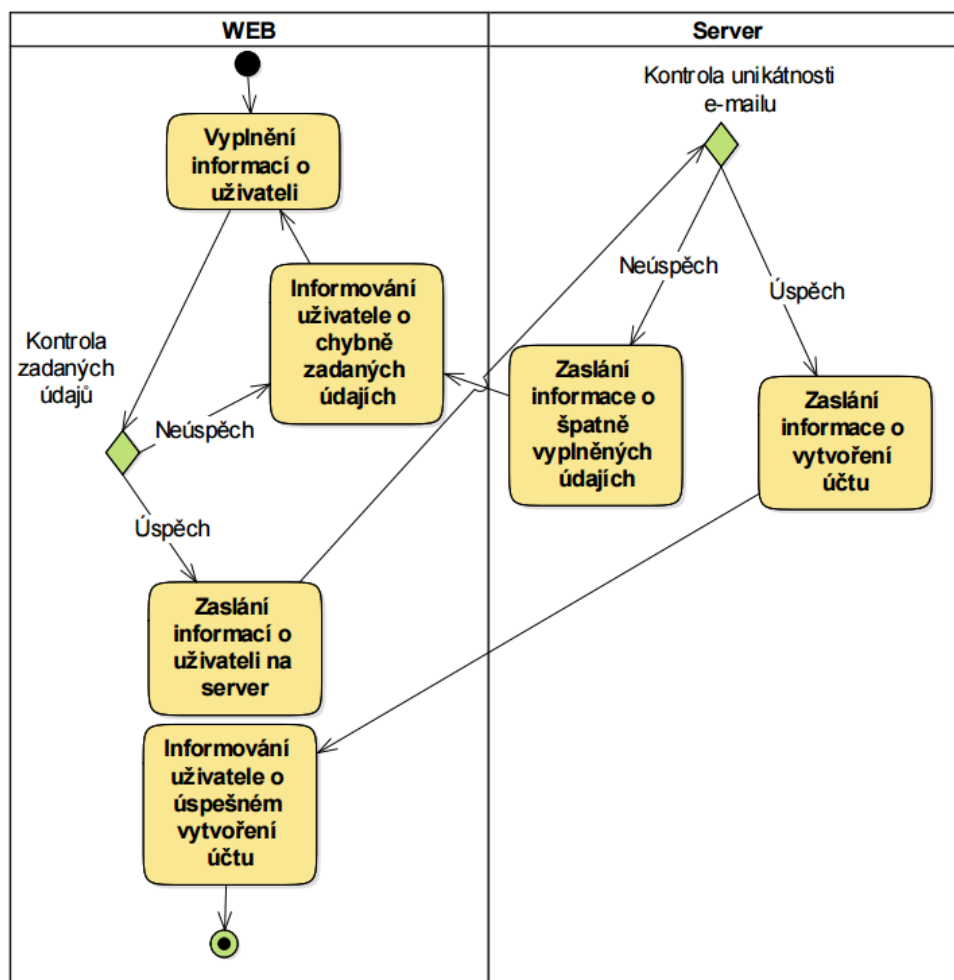 WEB
Server
Kontrola unikátnosti
e-mailu
Vyplnění
informací o
uživateli
Neúspěch
Úspěch
Informování
uživatele o
chybně
zadaných
údajích
Kontrola
zadaných
údajů
Zaslání
informace o
špatně
vyplněných
údajích
Zaslání
informace o
vytvoření
účtu
Neúspěch
Úspěch
Zaslání
informací o
uživateli na
server
Informování
uživatele o
úspešném
vytvoření
účtu